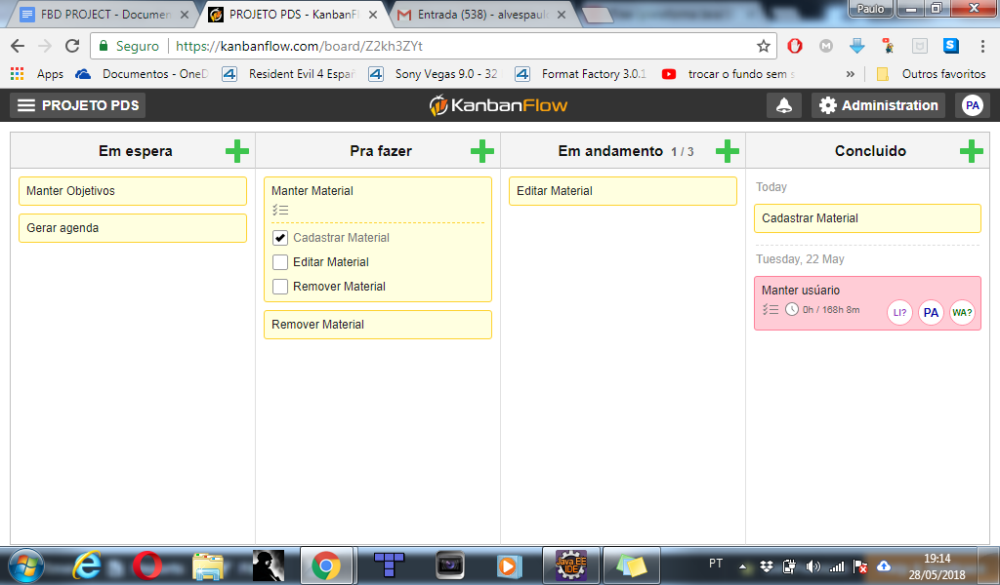 FBD PROJECT - Documen
PROJETO PDS - KanbanFl
Entrada (538) - alvespaul
Paulo
Seguro
https://kanbanflow.com/board/Z2kh3ZYt
Apps
Documentos - OneD
Resident Evil 4 Espa
Sony Vegas 9.0 - 32
Format Factory 3.0.1
trocar o fundo sem s
»
Outros favoritos
PROJETO PDS
KanbanFlow
Administration
PA
Em espera
Pra fazer
Em andamento 1 / 3
Concluido
Manter Objetivos
Gerar agenda
Manter Material
Cadastrar Material
Editar Material
Remover Material
Remover Material
Editar Material
Today
Cadastrar Material
Tuesday, 22 May
Manter usúario
0h / 168h 8m
LI?
PA
WA?
Java EE
IDE
PT
19:14
28/05/2018